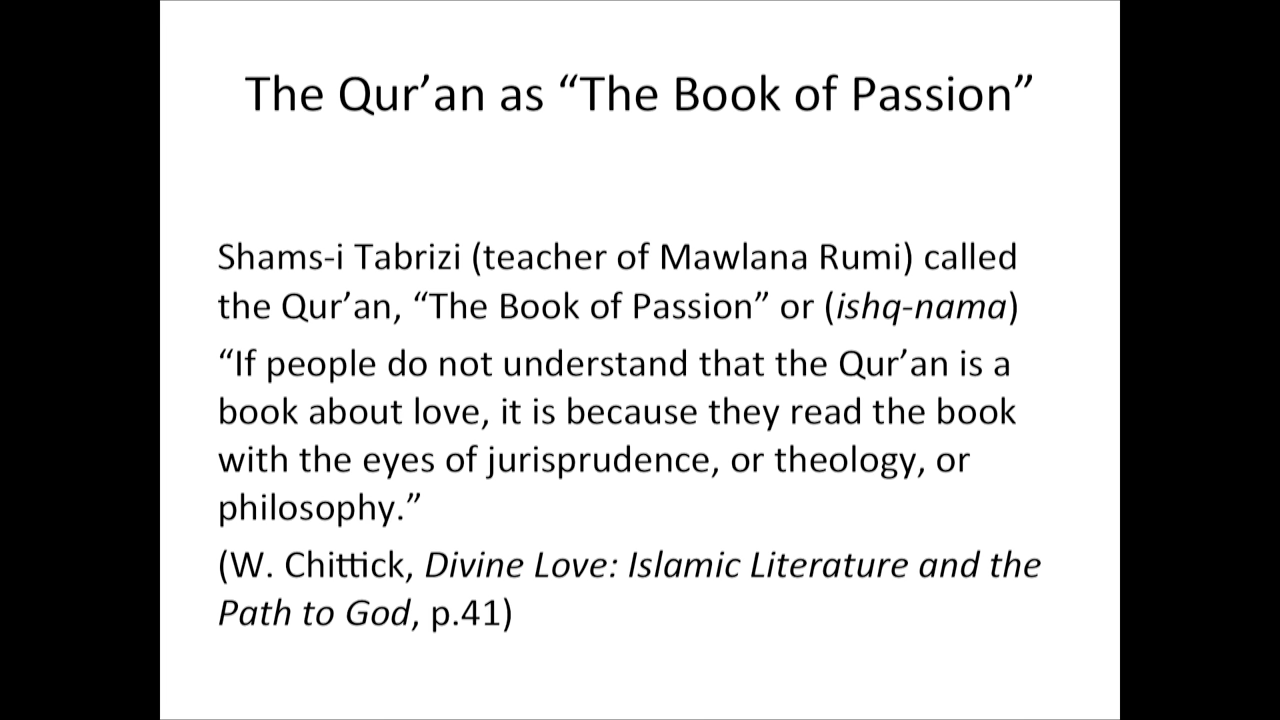 The Qur’an as “The Book of Passion”
Shams-i Tabrizi (teacher of Mawlana Rumi) called
the Qur’an, “The Book of Passion” or (ishq-nama)
“If people do not understand that the Qur’an is a
book about love, it is because they read the book
with the eyes of jurisprudence, or theology, or
philosophy.”
(W. Chittick, Divine Love: Islamic Literature and the
Path to God, p.41)